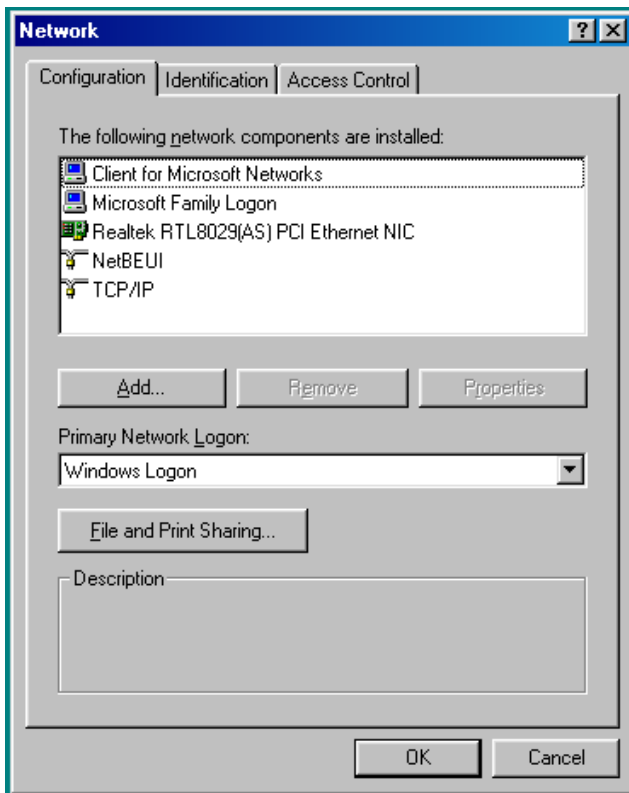 Network
Configuration Identification Access Control
The following network components are installed:
Client for Microsoft Networks
Microsoft Family Logon
Realtek RTL8029(AS) PCI Ethernet NIC
NetBEUI
TCP/IP
Add... Remove Properties
Primary Network Logon:
Windows Logon
File and Print Sharing...
Description
OK Cancel